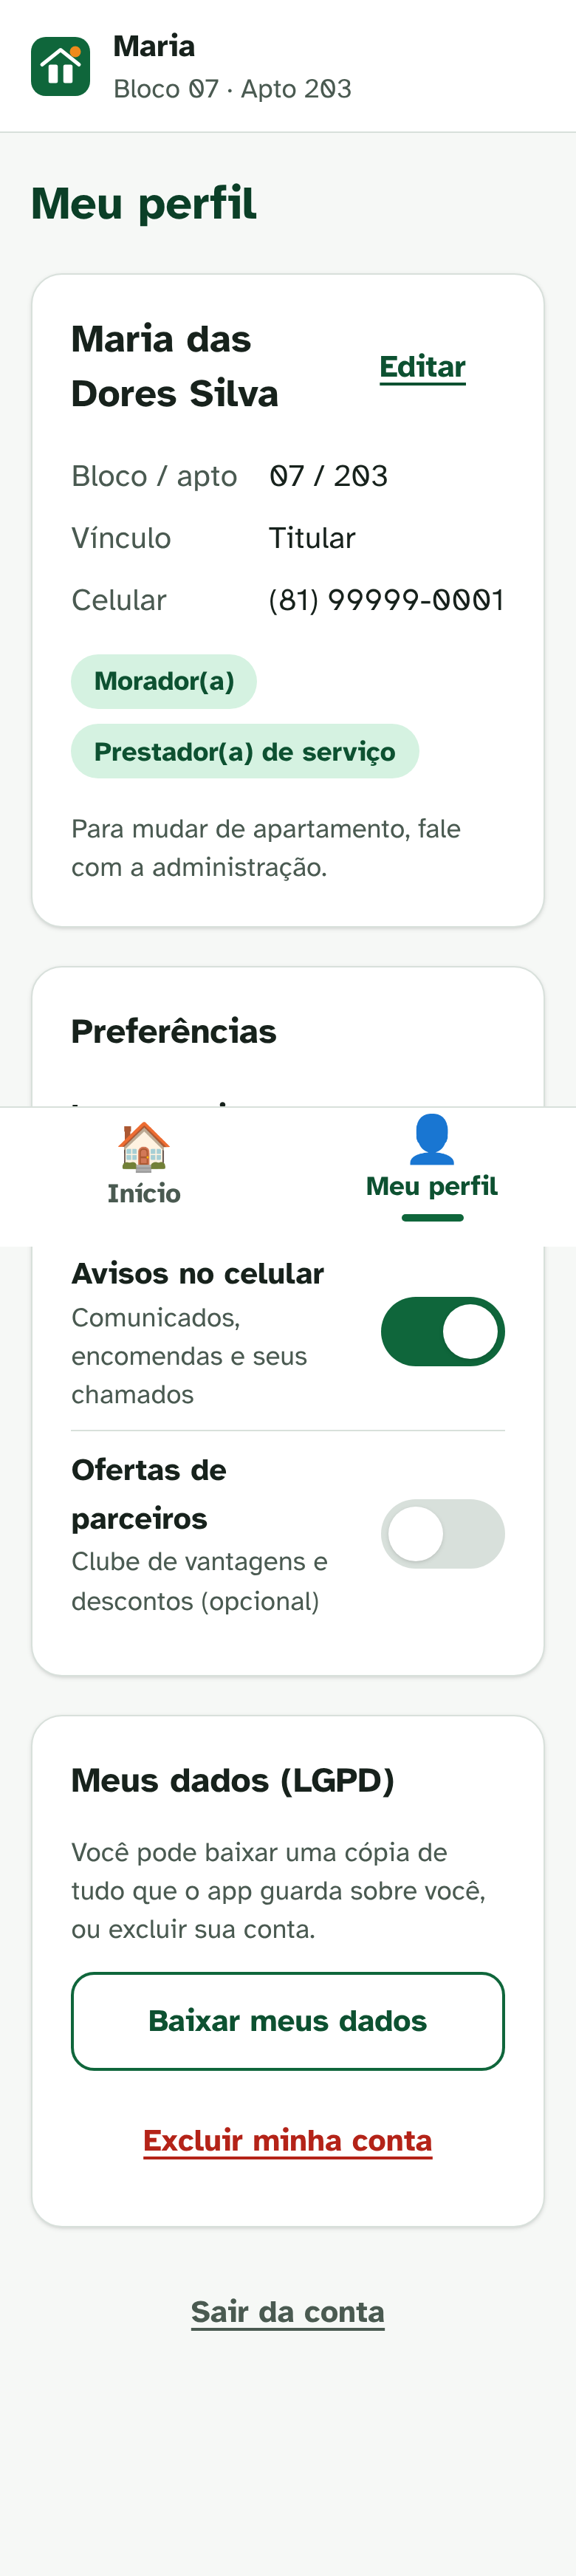 Maria
Bloco 07 · Apto 203
Meu perfil
Maria das
Dores Silva
Editar
Bloco / apto 07 / 203
Vínculo Titular
Celular (81) 99999-0001
Morador(a)
Prestador(a) de serviço
Para mudar de apartamento, fale
com a administração.
Preferências
Início
Meu perfil
Avisos no celular
Comunicados,
encomendas e seus
chamados
Ofertas de
parceiros
Clube de vantagens e
descontos (opcional)
Meus dados (LGPD)
Você pode baixar uma cópia de
tudo que o app guarda sobre você,
ou excluir sua conta.
Baixar meus dados
Excluir minha conta
Sair da conta